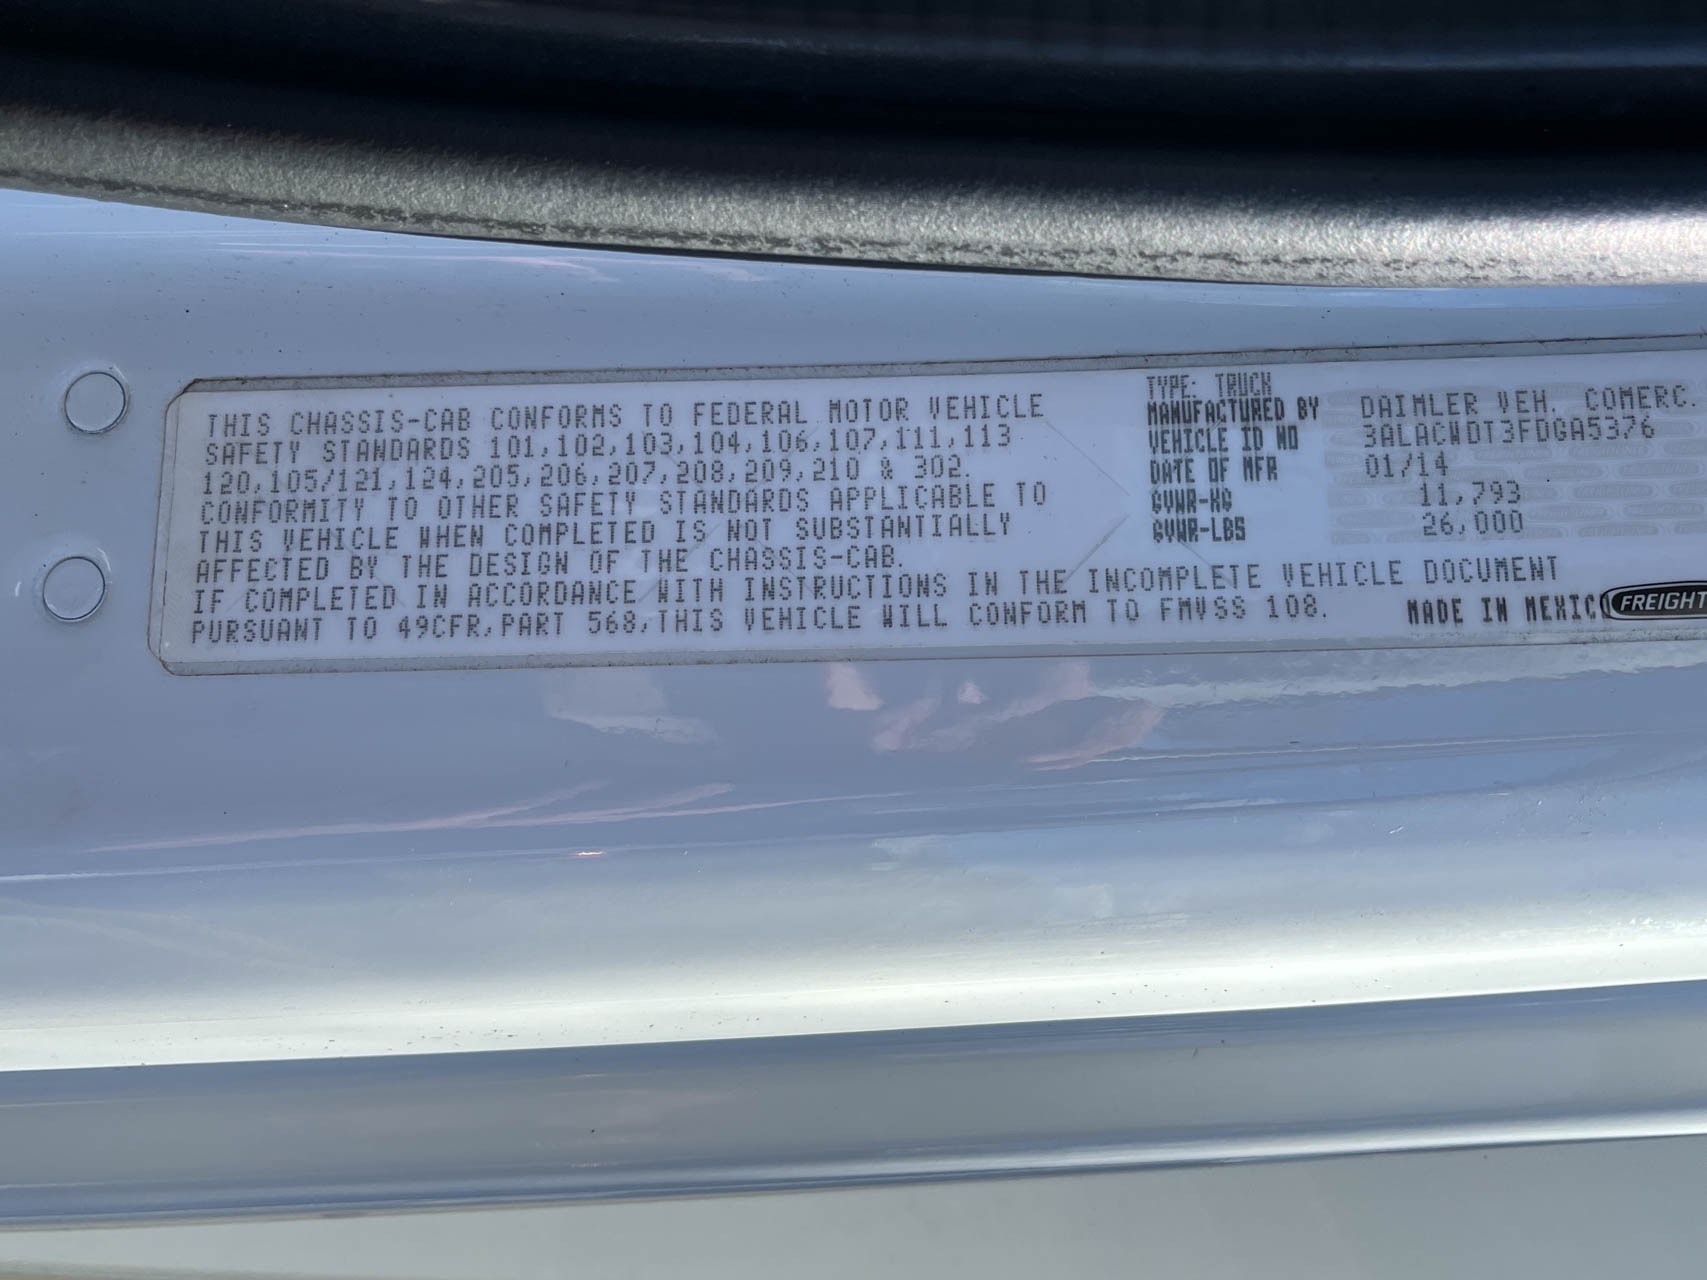 THIS CHASSIS-CAB CONFORMS TO FEDERAL MOTOR VEHICLE
SAFETY STANDARDS 101,102,103,104,106,107,111,113
120,105/121,124,205,206,207,208,209,210 & 302.
CONFORMITY TO OTHER SAFETY STANDARDS APPLICABLE TO
THIS VEHICLE WHEN COMPLETED IS NOT SUBSTANTIALLY
AFFECTED BY THE DESIGN OF THE CHASSIS-CAB.
IF COMPLETED IN ACCORDANCE WITH INSTRUCTIONS IN THE INCOMPLETE VEHICLE DOCUMENT
PURSUANT TO 49CFR,PART 568,THIS VEHICLE WILL CONFORM TO FMVSS 108.
TYPE: TRUCK
MANUFACTURED BY DAIMLER VEH. COMERC.
VEHICLE ID NO 3ALACWDT3FDGA5376
DATE OF MFR 01/14
GVWR-KG 11,793
GVWR-LBS 26,000
MADE IN MEXICO
FREIGHT